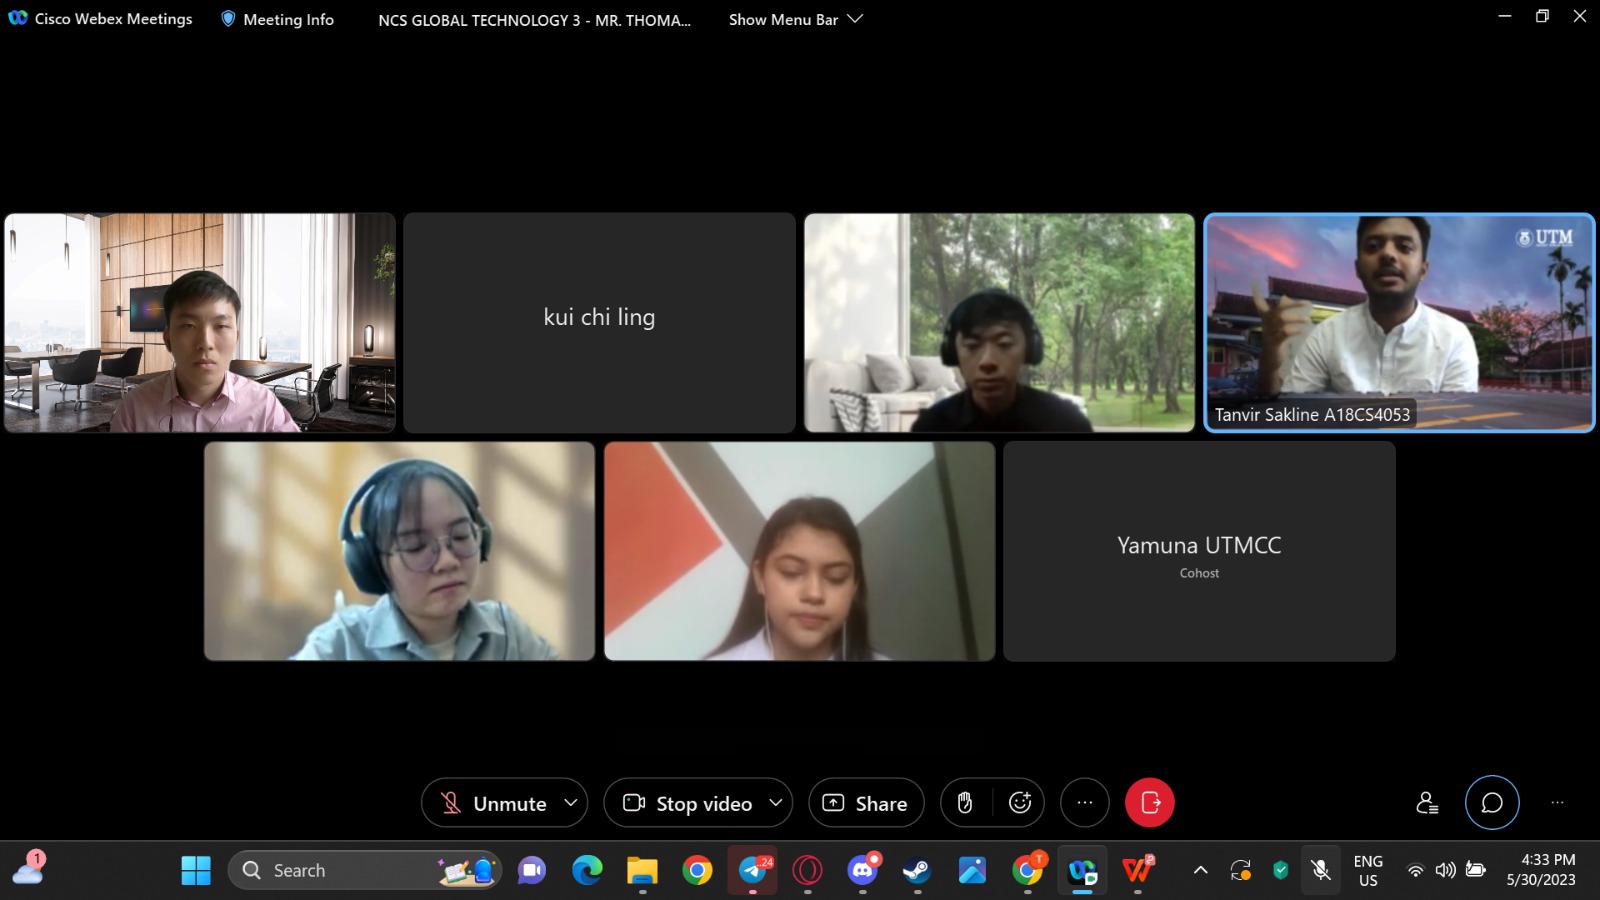 Cisco Webex Meetings
Meeting Info
NCS GLOBAL TECHNOLOGY 3 - MR. THOMA...
Show Menu Bar
UTM
kui chi ling
Tanvir Sakline A18CS4053
Yamuna UTMCC
Cohost
Unmute
Stop video
Share
1
Search
..24
T
ENG
US
4:33 PM
5/30/2023